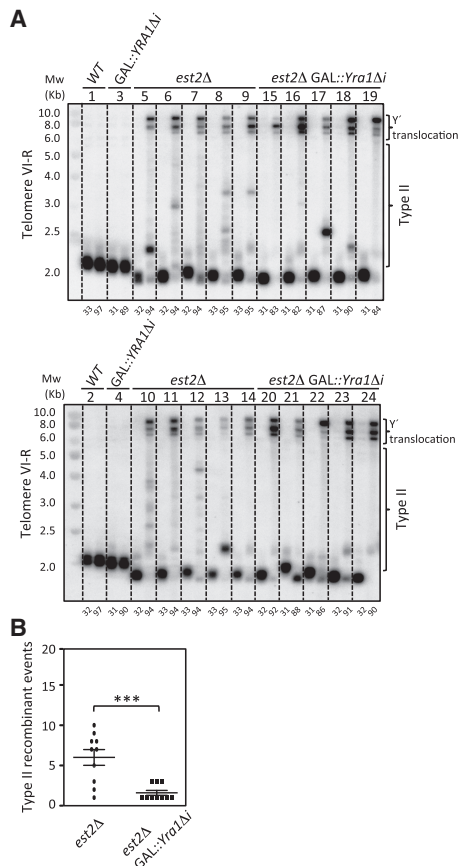 A
WT GAL::YRA1Δi est2Δ est2Δ GAL::Yra1Δi
Mw (Kb)
1 3 5 6 7 8 9 15 16 17 18 19
10.0
8.0
6.0
5.0
4.0
3.0
2.5
2.0
Telomere VI-R
Y′ translocation
Type II
33 97 31 89 32 94 32 94 32 94 33 95 33 95 31 83 31 82 31 87 31 90 31 84
WT GAL::YRA1Δi est2Δ est2Δ GAL::Yra1Δi
Mw (Kb)
2 4 10 11 12 13 14 20 21 22 23 24
10.0
8.0
6.0
5.0
4.0
3.0
2.5
2.0
Telomere VI-R
Y′ translocation
Type II
32 97 31 90 32 94 33 94 32 94 33 95 33 94 32 92 31 88 31 86 32 91 32 90
B
Type II recombinant events
20
15
10
5
0
***
est2Δ
est2Δ GAL::Yra1Δi